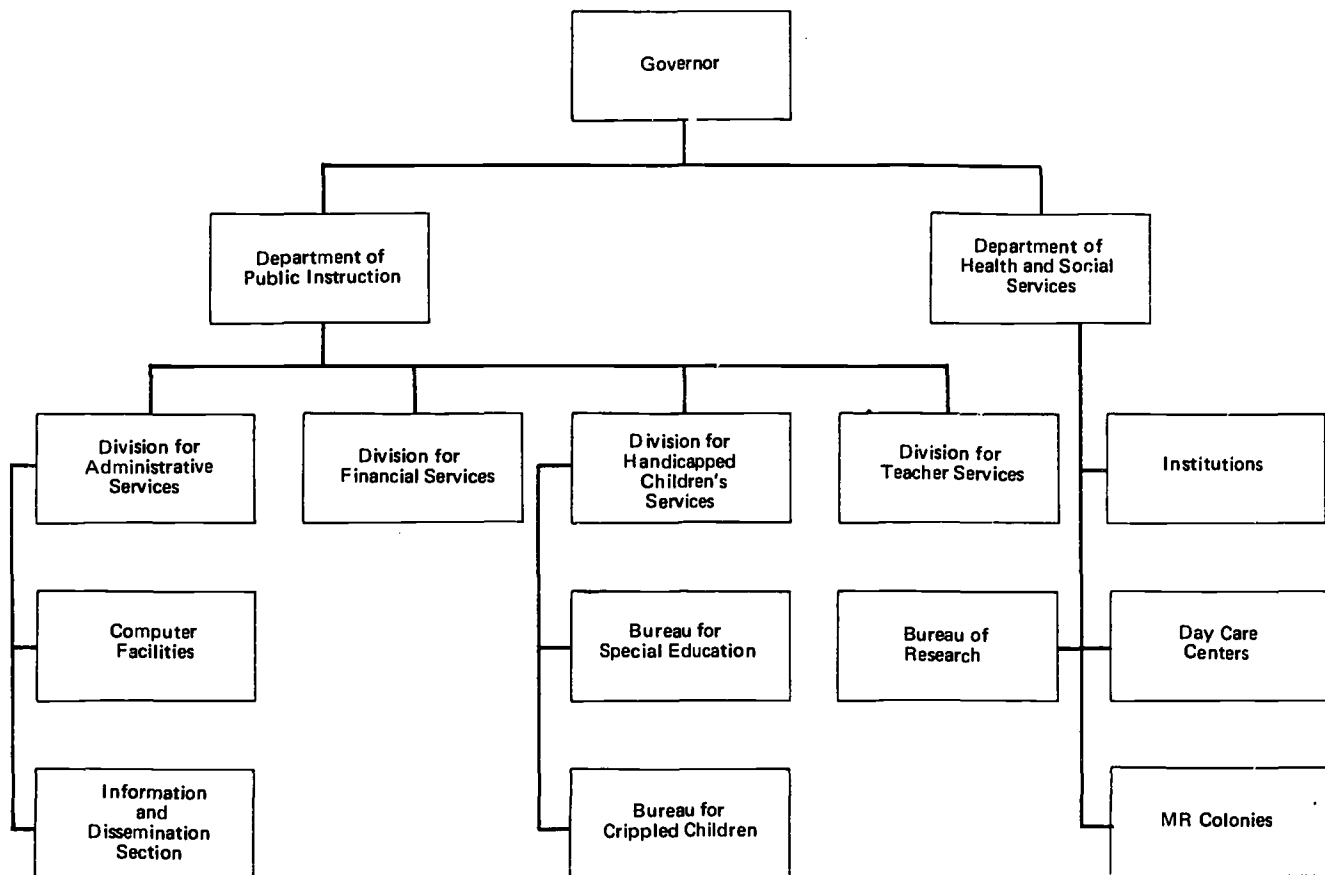 Governor
Department of
Public Instruction
Department of
Health and Social
Services
Division for
Administrative
Services
Division for
Financial Services
Division for
Handicapped
Children's
Services
Division for
Teacher Services
Institutions
Computer
Facilities
Bureau for
Special Education
Bureau of
Research
Day Care
Centers
Information
and
Dissemination
Section
Bureau for
Crippled Children
MR Colonies